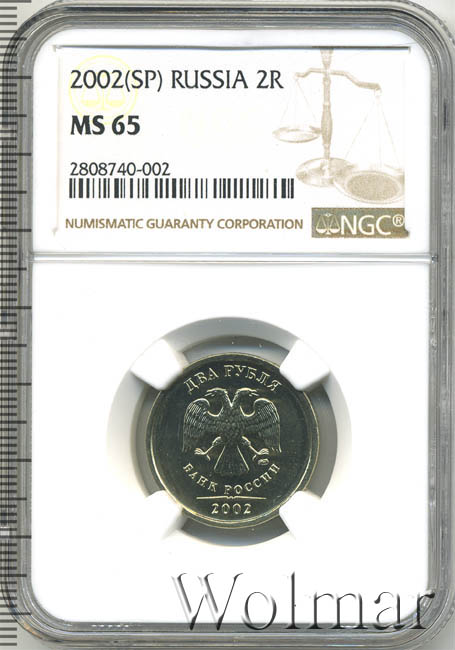 2002(SP) RUSSIA 2R
MS 65
2808740-002
NUMISMATIC GUARANTY CORPORATION
NGC®
ДВА РУБЛЯ
БАНК РОССИИ
2002
Wolmar